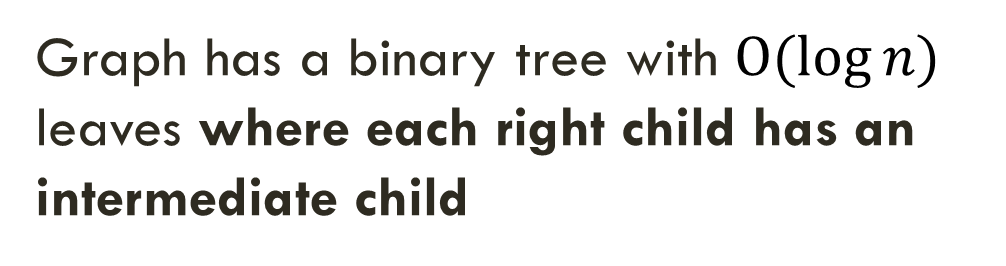 Graph has a binary tree with O(log n)
leaves where each right child has an
intermediate child